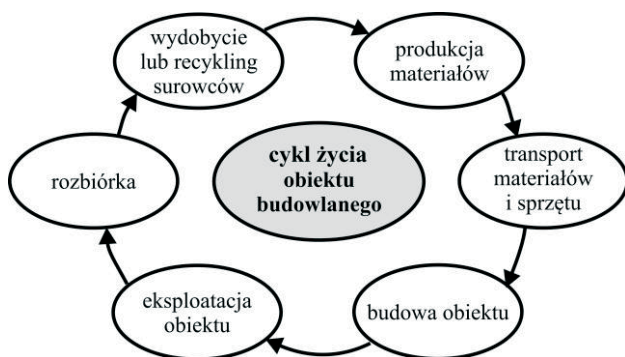 wydobycie
lub recykling
surowców
produkcja
materiałów
transport
materiałów
i sprzętu
budowa obiektu
eksploatacja
obiektu
rozbiórka
cykl życia
obiektu
budowlanego